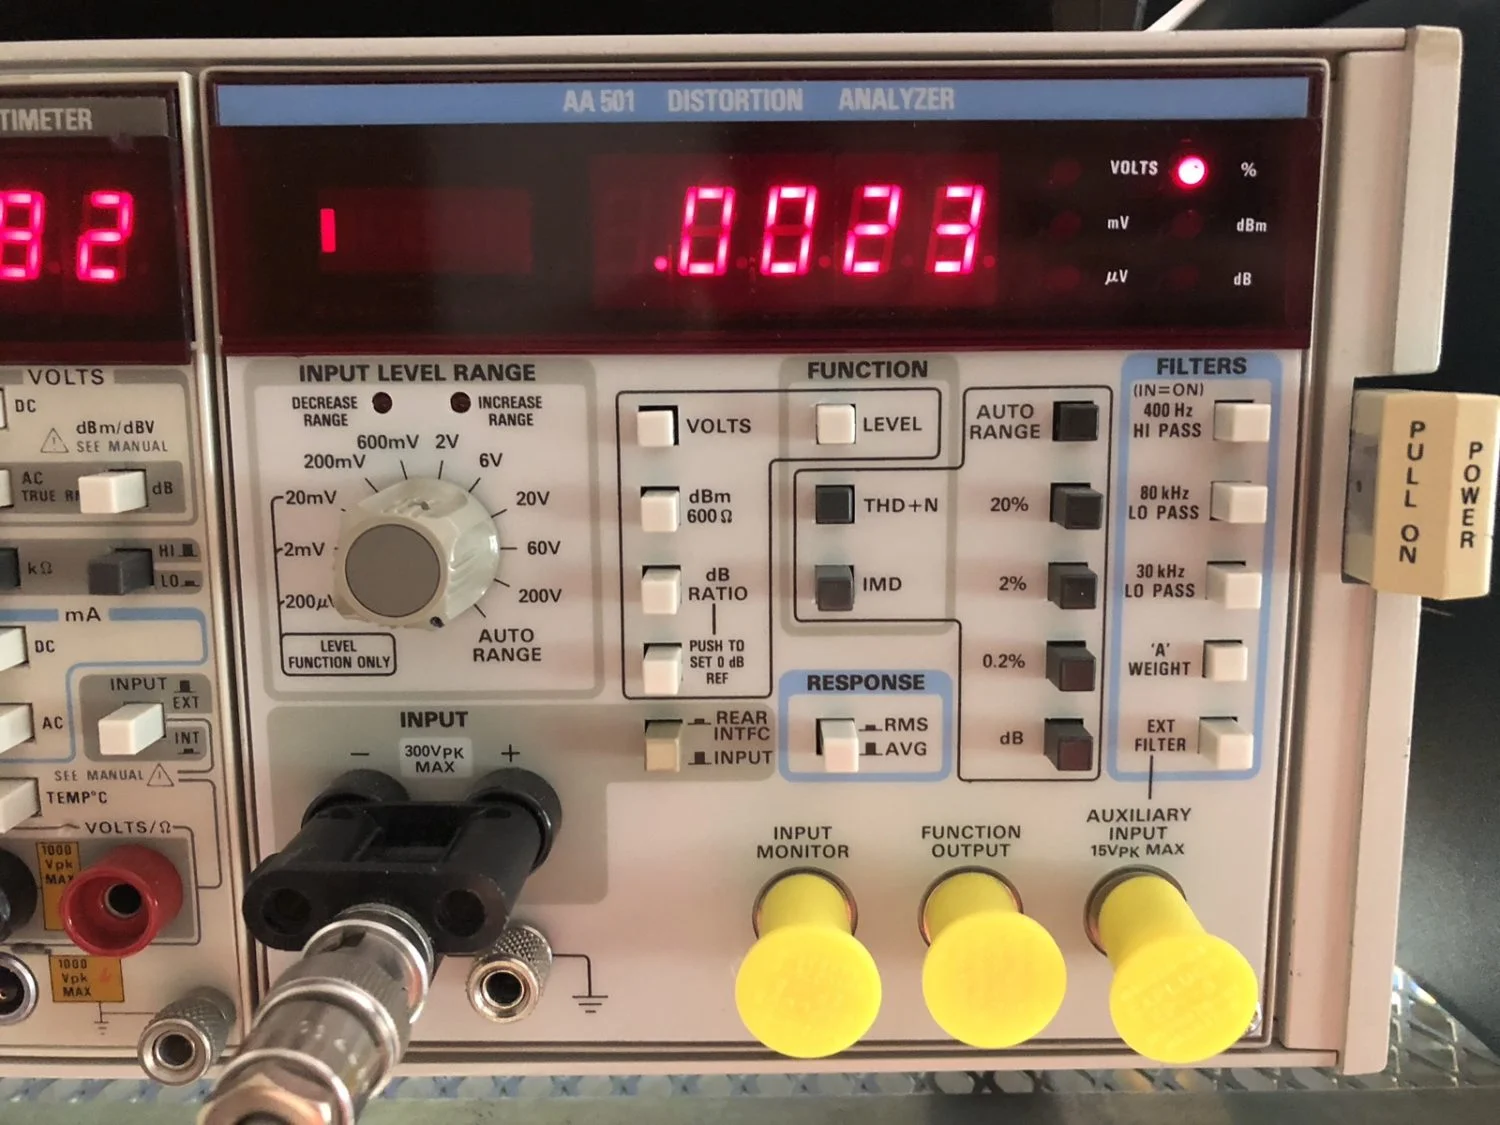 TIMETER
82
VOLTS
DC
dBm/dBV
SEE MANUAL
AC
TRUE R
dB
kΩ
HI
LO
mA
DC
INPUT
EXT
AC
INT
SEE MANUAL
TEMP°C
VOLTS/Ω
1000
Vpk
MAX
1000
Vpk
MAX
AA 501 DISTORTION ANALYZER
.0023
VOLTS %
mV dBm
µV dB
INPUT LEVEL RANGE
DECREASE
RANGE
INCREASE
RANGE
600mV 2V
200mV 6V
20mV 20V
2mV 60V
200µV 200V
AUTO
RANGE
LEVEL
FUNCTION ONLY
VOLTS
dBm
600Ω
dB
RATIO
PUSH TO
SET 0 dB
REF
FUNCTION
LEVEL
THD+N
IMD
AUTO
RANGE
20%
2%
0.2%
dB
RESPONSE
RMS
AVG
FILTERS
(IN=ON)
400 Hz
HI PASS
80 kHz
LO PASS
30 kHz
LO PASS
'A'
WEIGHT
EXT
FILTER
INPUT
− +
300VPK
MAX
REAR
INTFC
INPUT
INPUT
MONITOR
FUNCTION
OUTPUT
AUXILIARY
INPUT
15VPK MAX
PULL ON
POWER